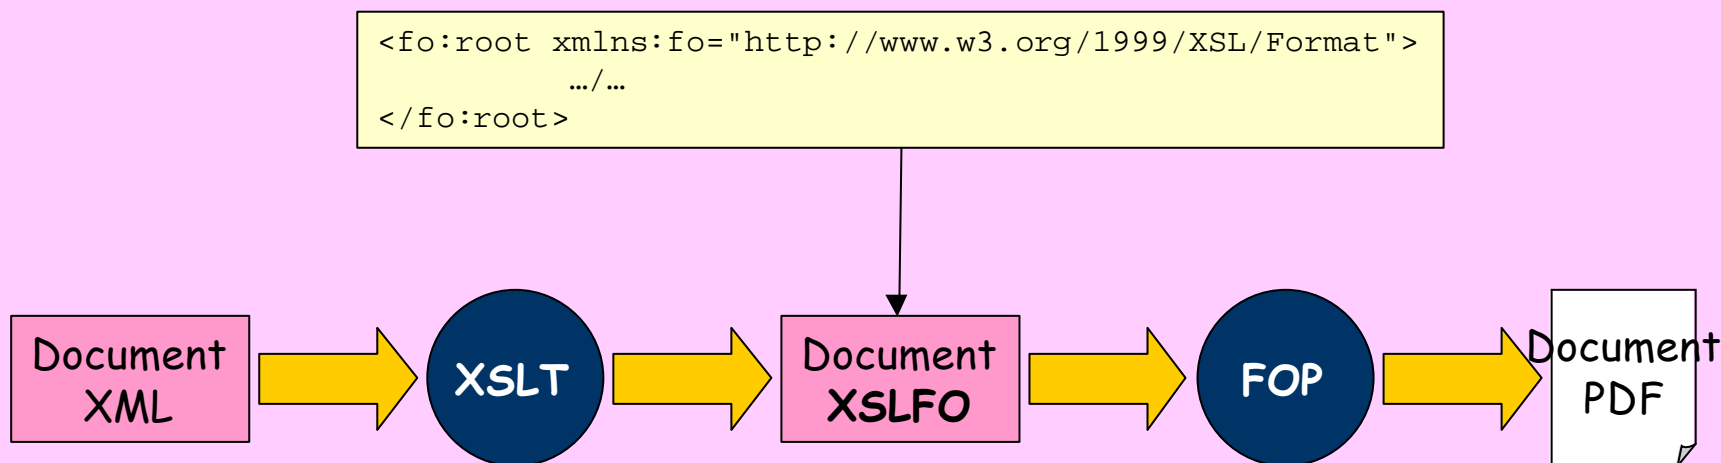 <fo:root xmlns:fo="http://www.w3.org/1999/XSL/Format">
…/…
</fo:root>
Document
XML
XSLT
Document
XSLFO
FOP
Document
PDF